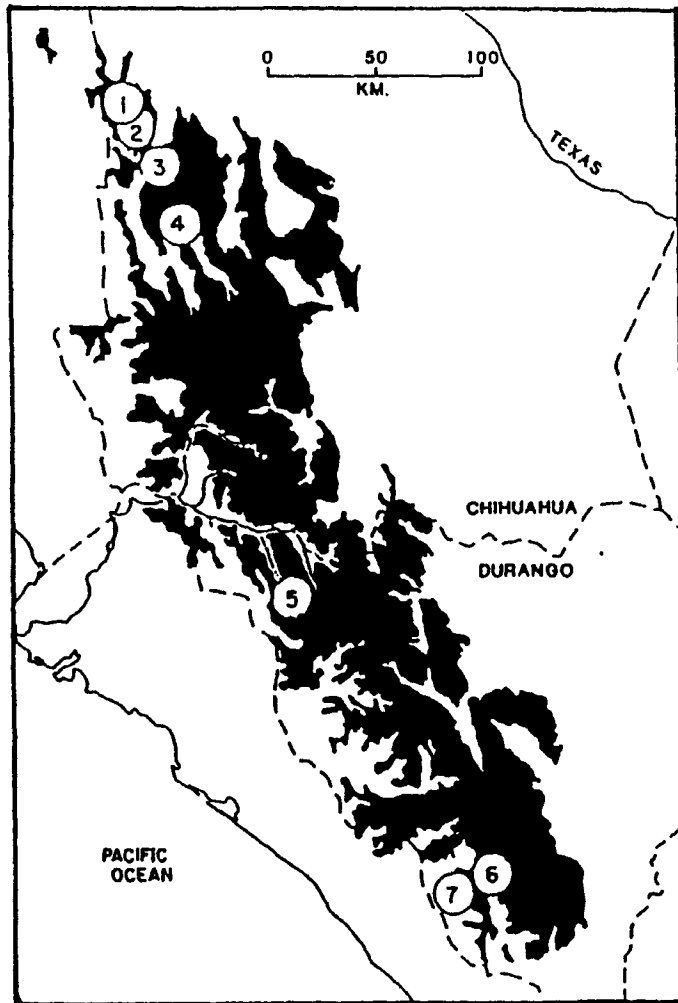 0 50 100
KM.
TEXAS
1
2
3
4
CHIHUAHUA
DURANGO
5
PACIFIC
OCEAN
6
7